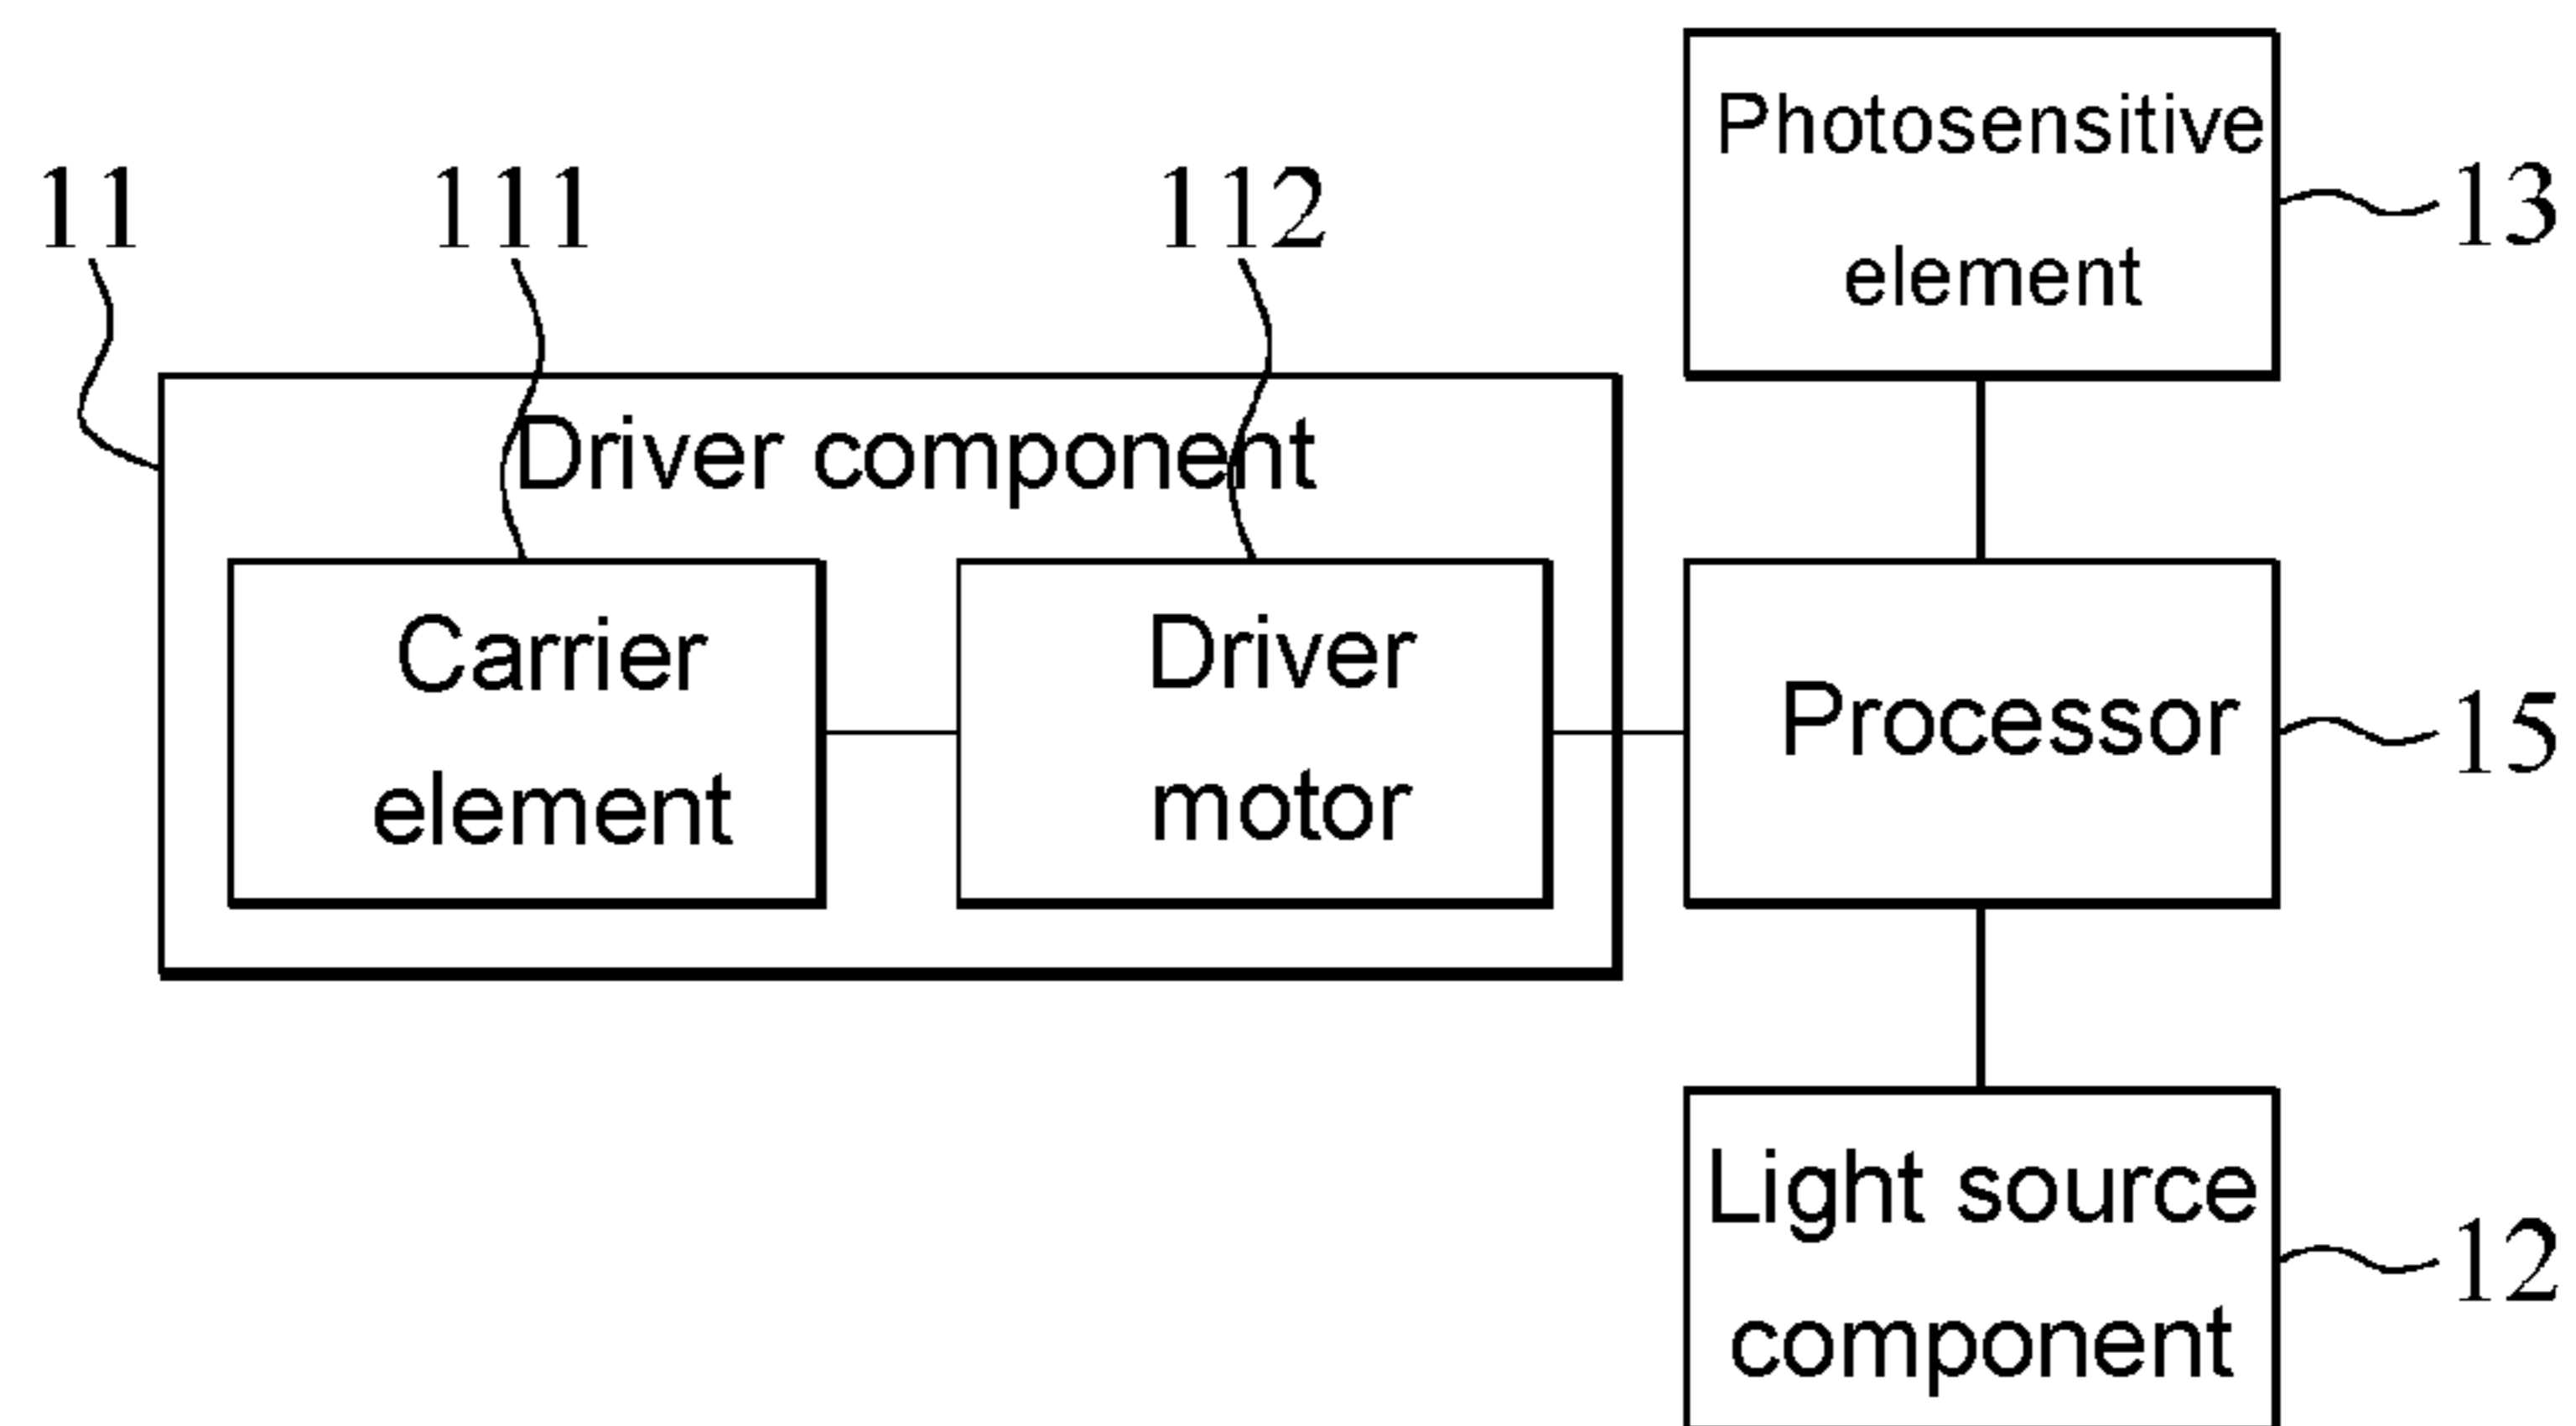 Photosensitive
element
13
11
111
112
Driver component
Carrier
element
Driver
motor
Processor
15
Light source
component
12